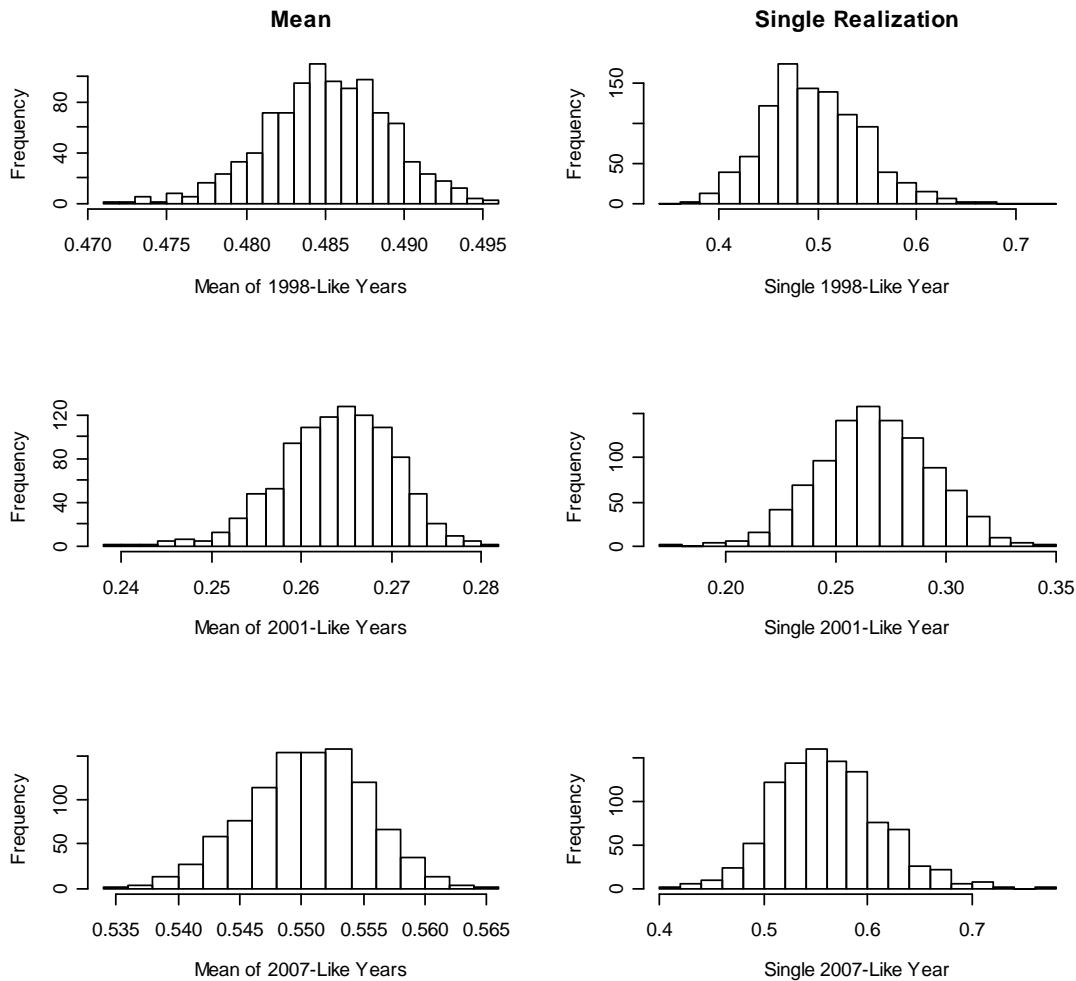 Mean
Single Realization
Frequency
0 40 80
0.470 0.475 0.480 0.485 0.490 0.495
Mean of 1998-Like Years
Frequency
0 50 150
0.4 0.5 0.6 0.7
Single 1998-Like Year
Frequency
0 40 80 120
0.24 0.25 0.26 0.27 0.28
Mean of 2001-Like Years
Frequency
0 50 100
0.20 0.25 0.30 0.35
Single 2001-Like Year
Frequency
0 50 100
0.535 0.540 0.545 0.550 0.555 0.560 0.565
Mean of 2007-Like Years
Frequency
0 50 100
0.4 0.5 0.6 0.7
Single 2007-Like Year